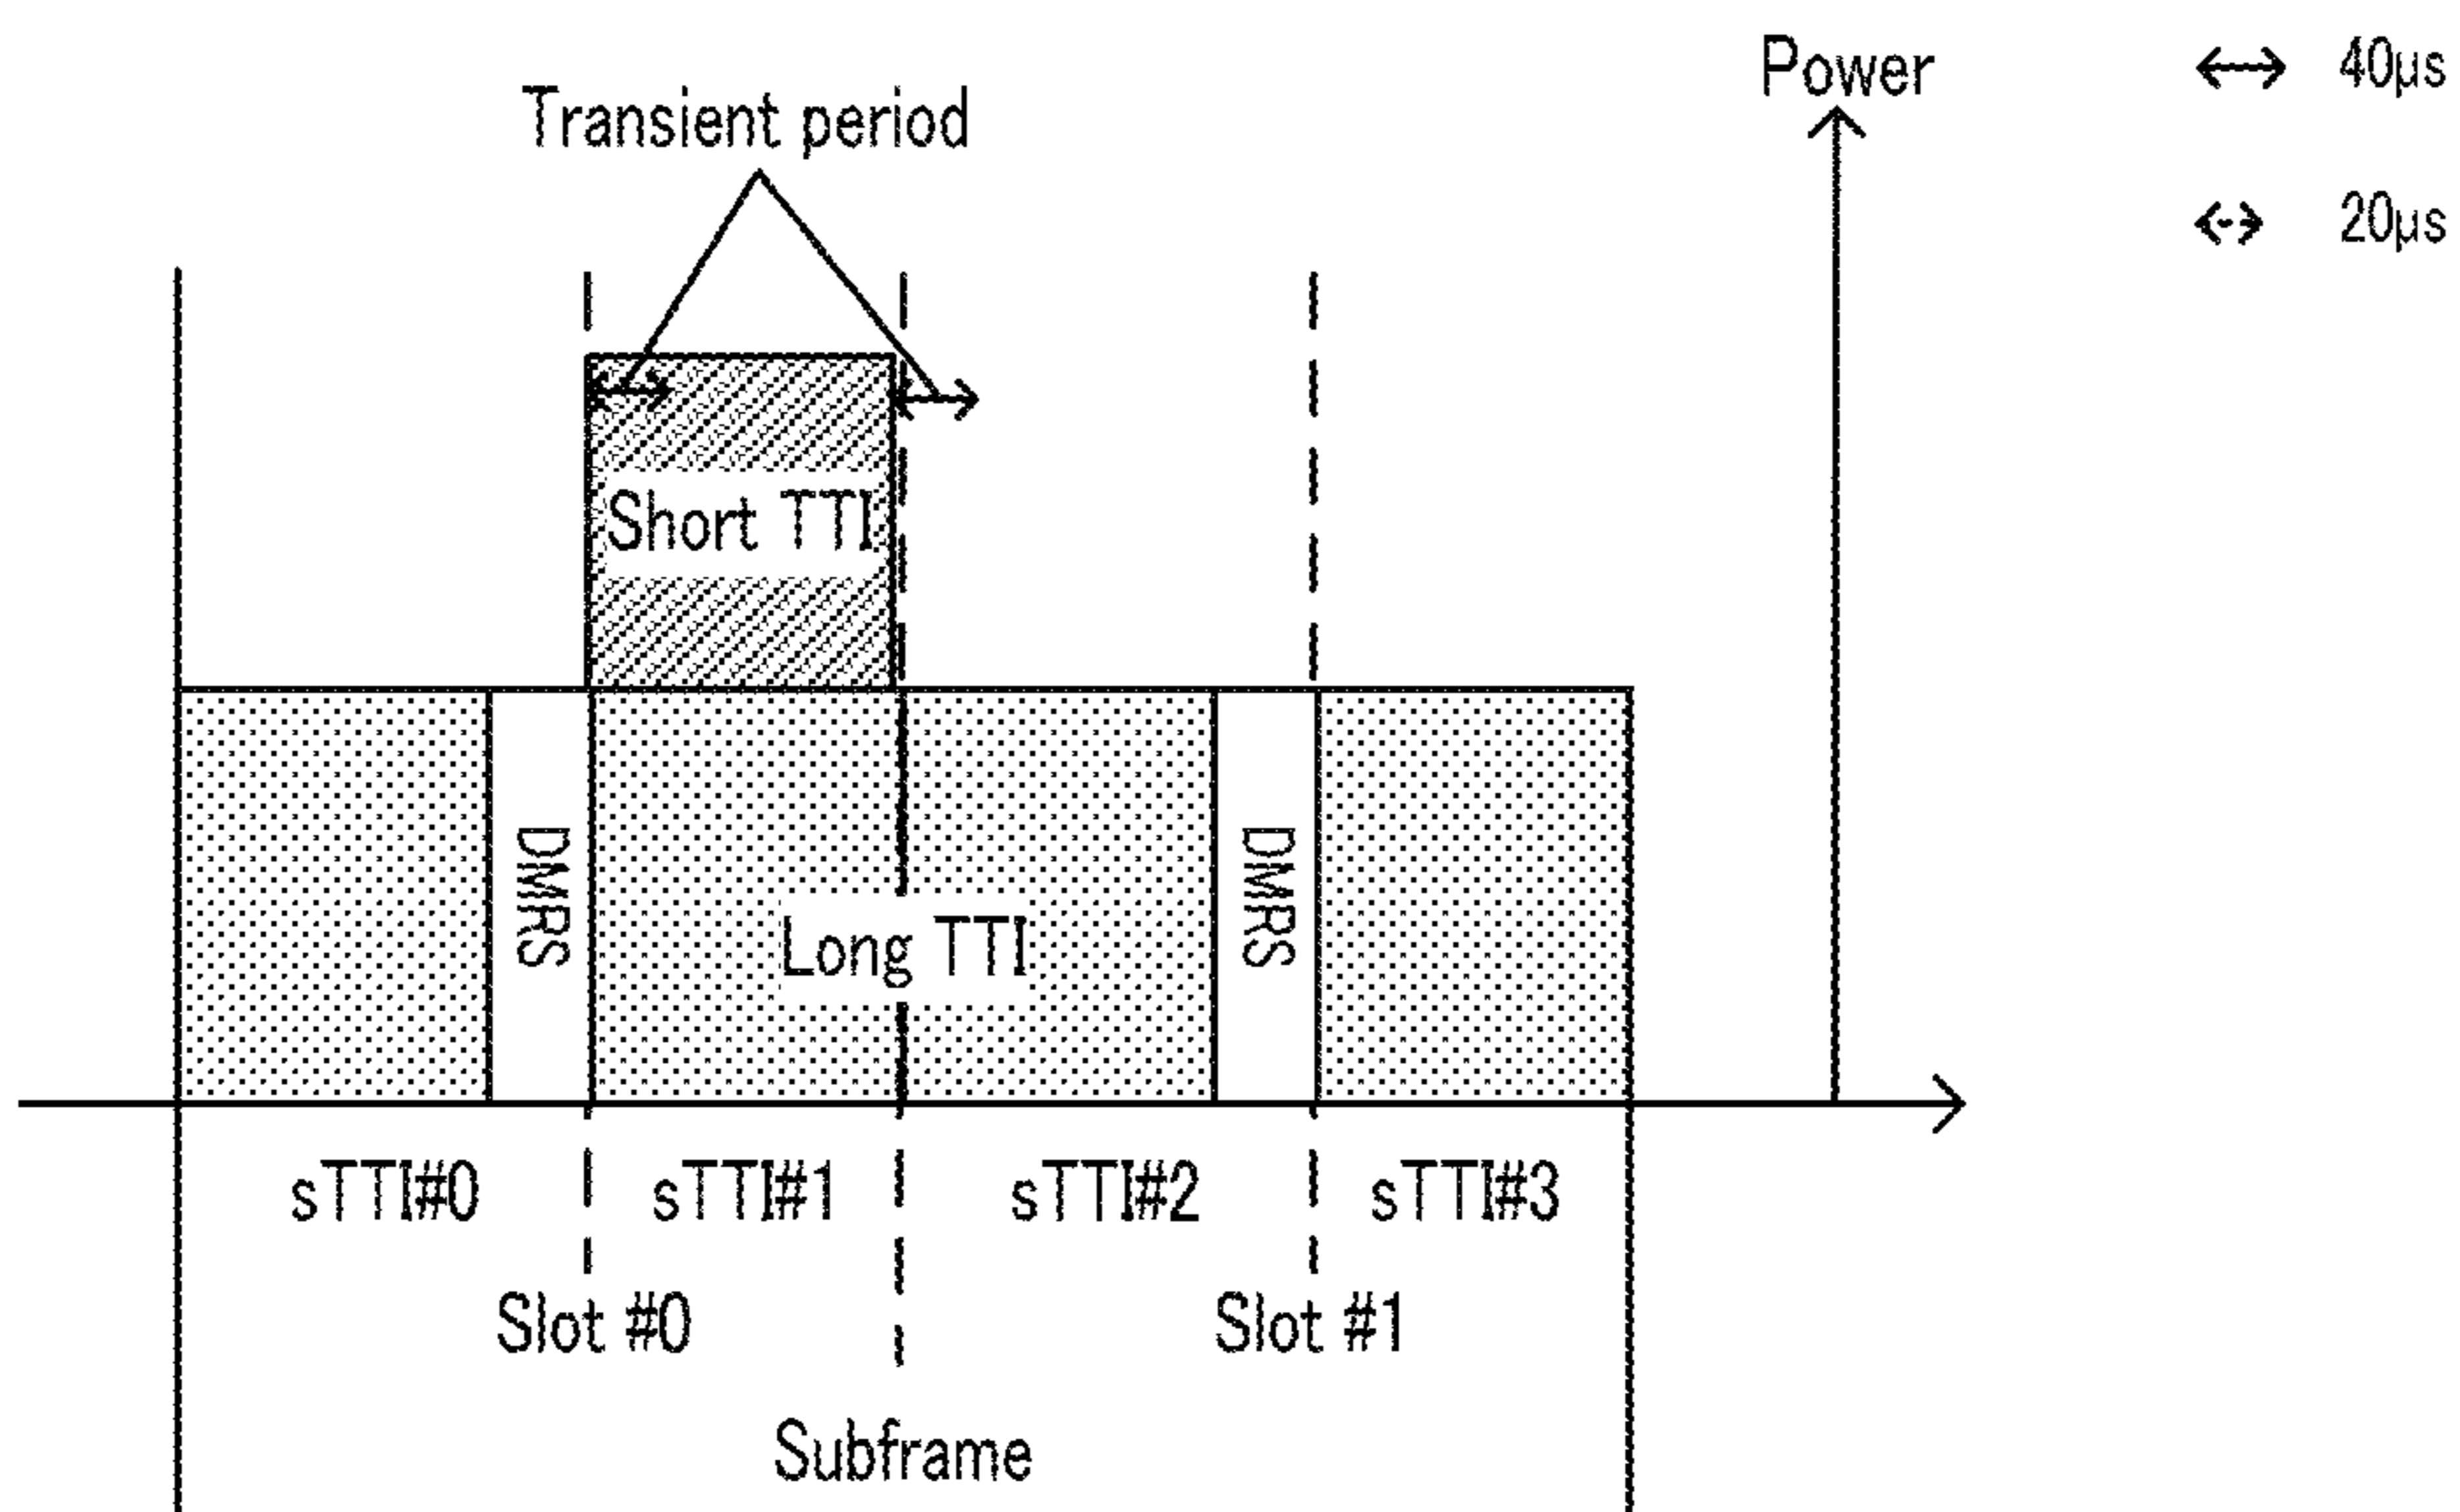 Power
40μs
Transient period
20μs
Short TTI
DMRS
DMRS
Long TTI
sTTI#0
sTTI#1
sTTI#2
sTTI#3
Slot #0
Slot #1
Subframe